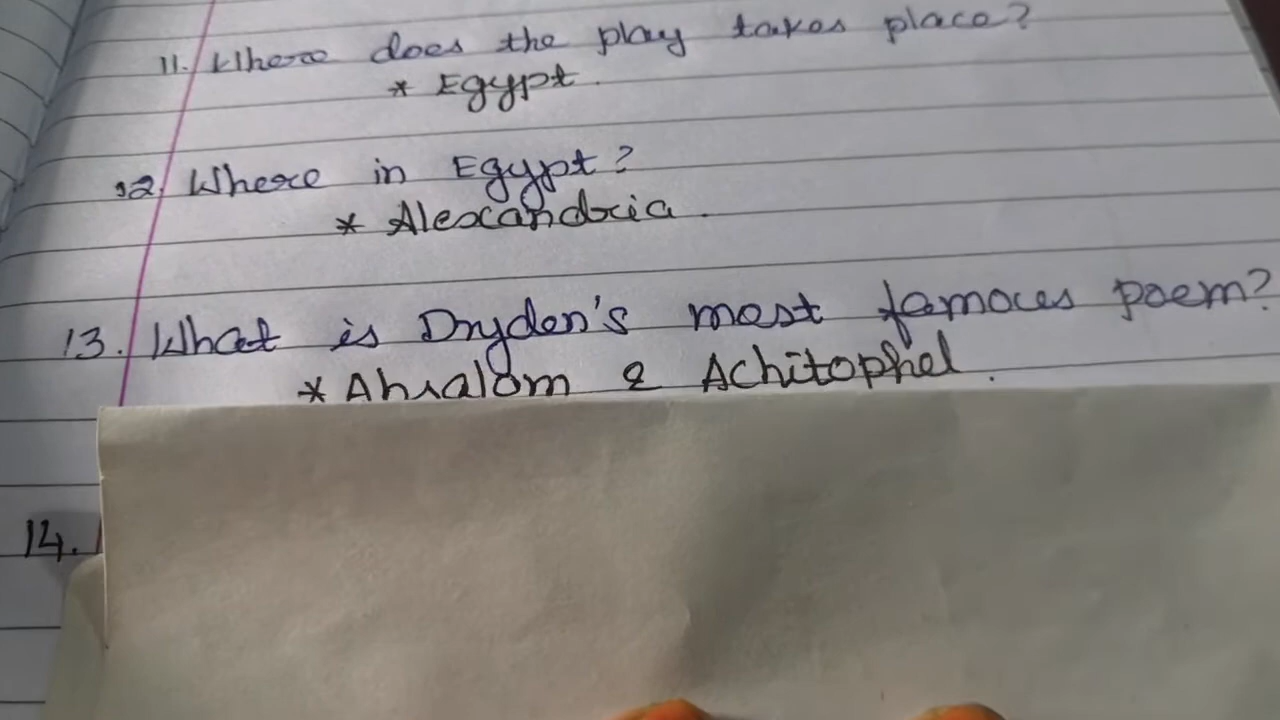 11. Where does the play takes place?
* Egypt.
12. Where in Egypt?
* Alexandria.
13. What is Dryden's most famous poem?
* Absalom & Achitophel.
14.